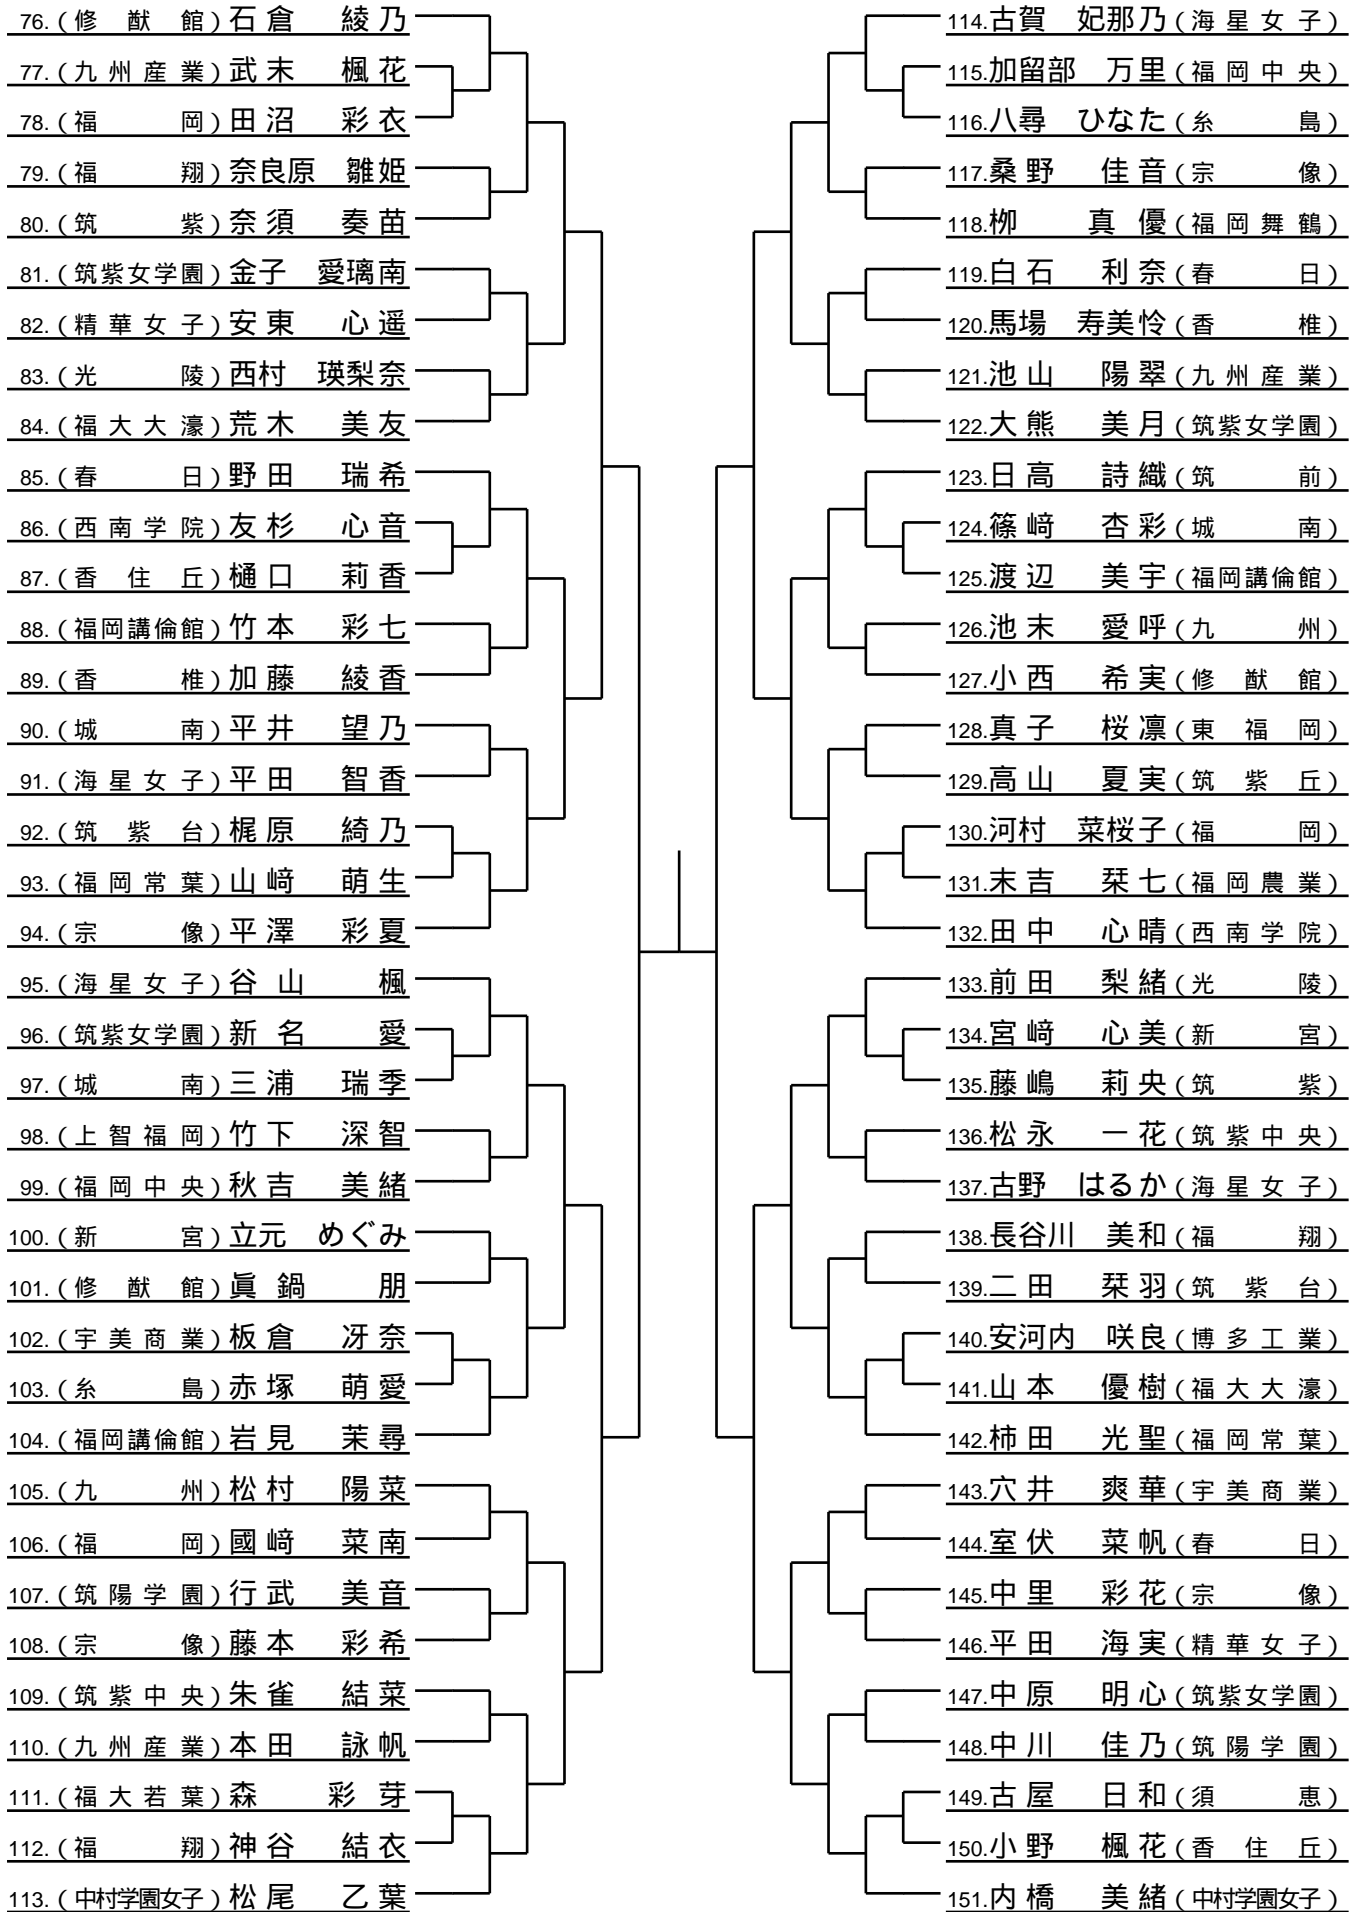 76.(修猷館)石倉 綾乃
77.(九州産業)武末 楓花
78.(福岡)田沼 彩衣
79.(福翔)奈良原 雛姫
80.(筑紫)奈須 奏苗
81.(筑紫女学園)金子 愛璃南
82.(精華女子)安東 心遥
83.(光陵)西村 瑛梨奈
84.(福大大濠)荒木 美友
85.(春日)野田 瑞希
86.(西南学院)友杉 心音
87.(香住丘)樋口 莉香
88.(福岡講倫館)竹本 彩七
89.(香椎)加藤 綾香
90.(城南)平井 望乃
91.(海星女子)平田 智香
92.(筑紫台)梶原 綺乃
93.(福岡常葉)山﨑 萌生
94.(宗像)平澤 彩夏
95.(海星女子)谷山 楓
96.(筑紫女学園)新名 愛
97.(城南)三浦 瑞季
98.(上智福岡)竹下 深智
99.(福岡中央)秋吉 美緒
100.(新宮)立元 めぐみ
101.(修猷館)眞鍋 朋
102.(宇美商業)板倉 冴奈
103.(糸島)赤塚 萌愛
104.(福岡講倫館)岩見 茉尋
105.(九州)松村 陽菜
106.(福岡)國﨑 菜南
107.(筑陽学園)行武 美音
108.(宗像)藤本 彩希
109.(筑紫中央)朱雀 結菜
110.(九州産業)本田 詠帆
111.(福大若葉)森 彩芽
112.(福翔)神谷 結衣
113.(中村学園女子)松尾 乙葉
114.古賀 妃那乃(海星女子)
115.加留部 万里(福岡中央)
116.八尋 ひなた(糸島)
117.桑野 佳音(宗像)
118.栁 真優(福岡舞鶴)
119.白石 利奈(春日)
120.馬場 寿美怜(香椎)
121.池山 陽翠(九州産業)
122.大熊 美月(筑紫女学園)
123.日高 詩織(筑前)
124.篠﨑 杏彩(城南)
125.渡辺 美宇(福岡講倫館)
126.池末 愛呼(九州)
127.小西 希実(修猷館)
128.真子 桜凛(東福岡)
129.高山 夏実(筑紫丘)
130.河村 菜桜子(福岡)
131.末吉 栞七(福岡農業)
132.田中 心晴(西南学院)
133.前田 梨緒(光陵)
134.宮﨑 心美(新宮)
135.藤嶋 莉央(筑紫)
136.松永 一花(筑紫中央)
137.古野 はるか(海星女子)
138.長谷川 美和(福翔)
139.二田 栞羽(筑紫台)
140.安河内 咲良(博多工業)
141.山本 優樹(福大大濠)
142.柿田 光聖(福岡常葉)
143.穴井 爽華(宇美商業)
144.室伏 菜帆(春日)
145.中里 彩花(宗像)
146.平田 海実(精華女子)
147.中原 明心(筑紫女学園)
148.中川 佳乃(筑陽学園)
149.古屋 日和(須恵)
150.小野 楓花(香住丘)
151.内橋 美緒(中村学園女子)